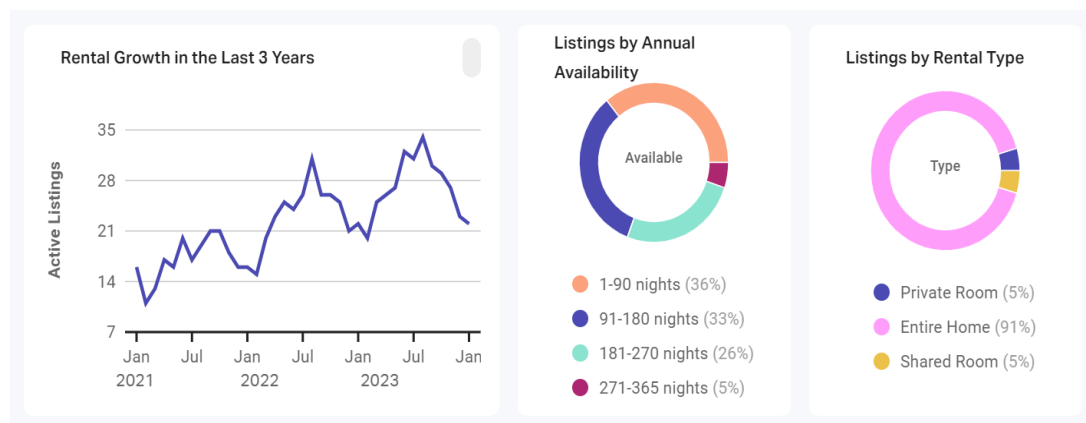 Rental Growth in the Last 3 Years
35
28
21
14
7
Active Listings
Jan
Jul
Jan
Jul
Jan
Jul
Jan
2021
2022
2023
Listings by Annual
Availability
Available
1-90 nights (36%)
91-180 nights (33%)
181-270 nights (26%)
271-365 nights (5%)
Listings by Rental Type
Type
Private Room (5%)
Entire Home (91%)
Shared Room (5%)